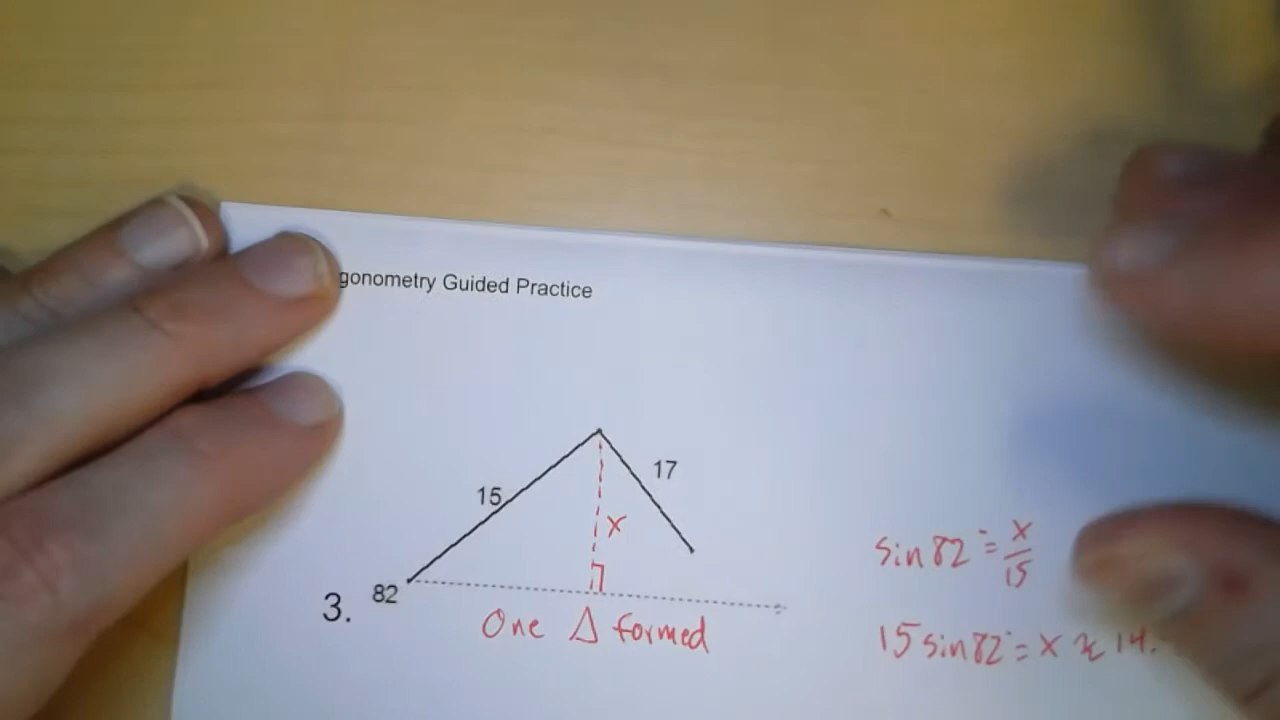 gonometry Guided Practice
17
15
x
sin 82° = x/15
82
3.
One Δ formed
15 sin 82° = x ≈ 14.